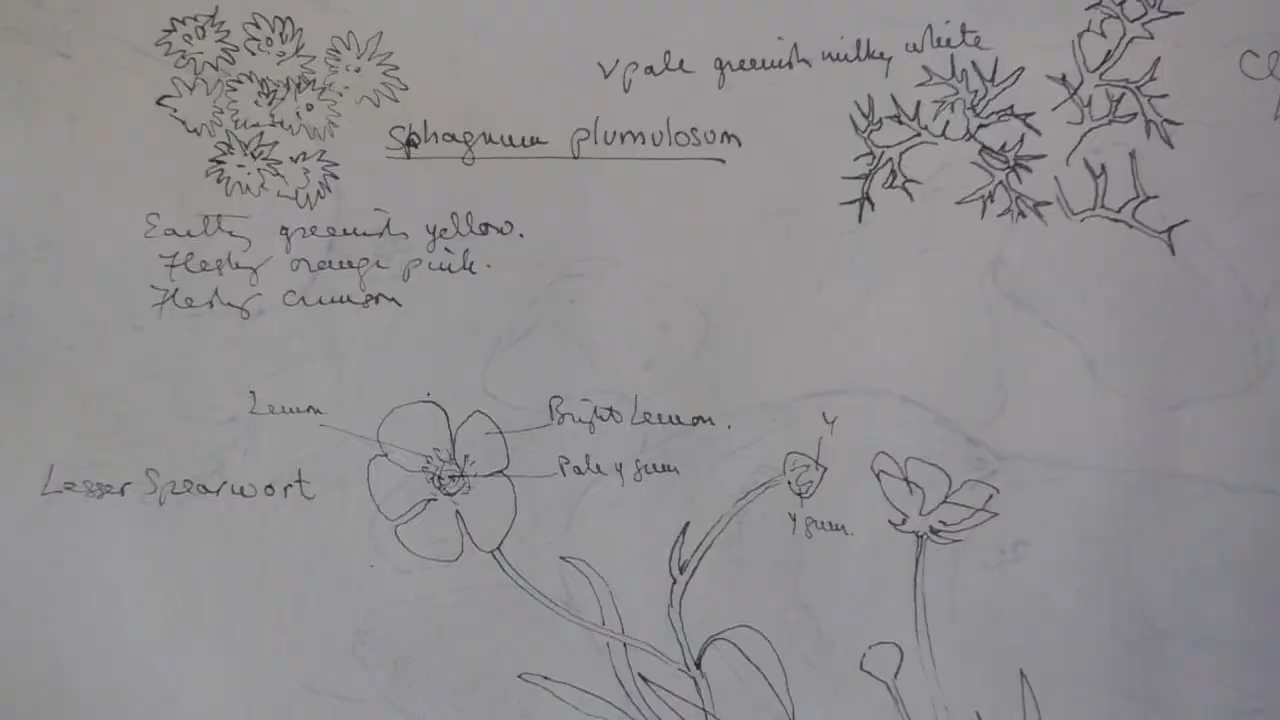 v pale greenish milky white
Sphagnum plumulosum
Earthy greenish yellow.
Fleshy orange pink.
Fleshy crimson
Lemon
Bright Lemon.
Y
Pale y green
Lesser Spearwort
Y green.